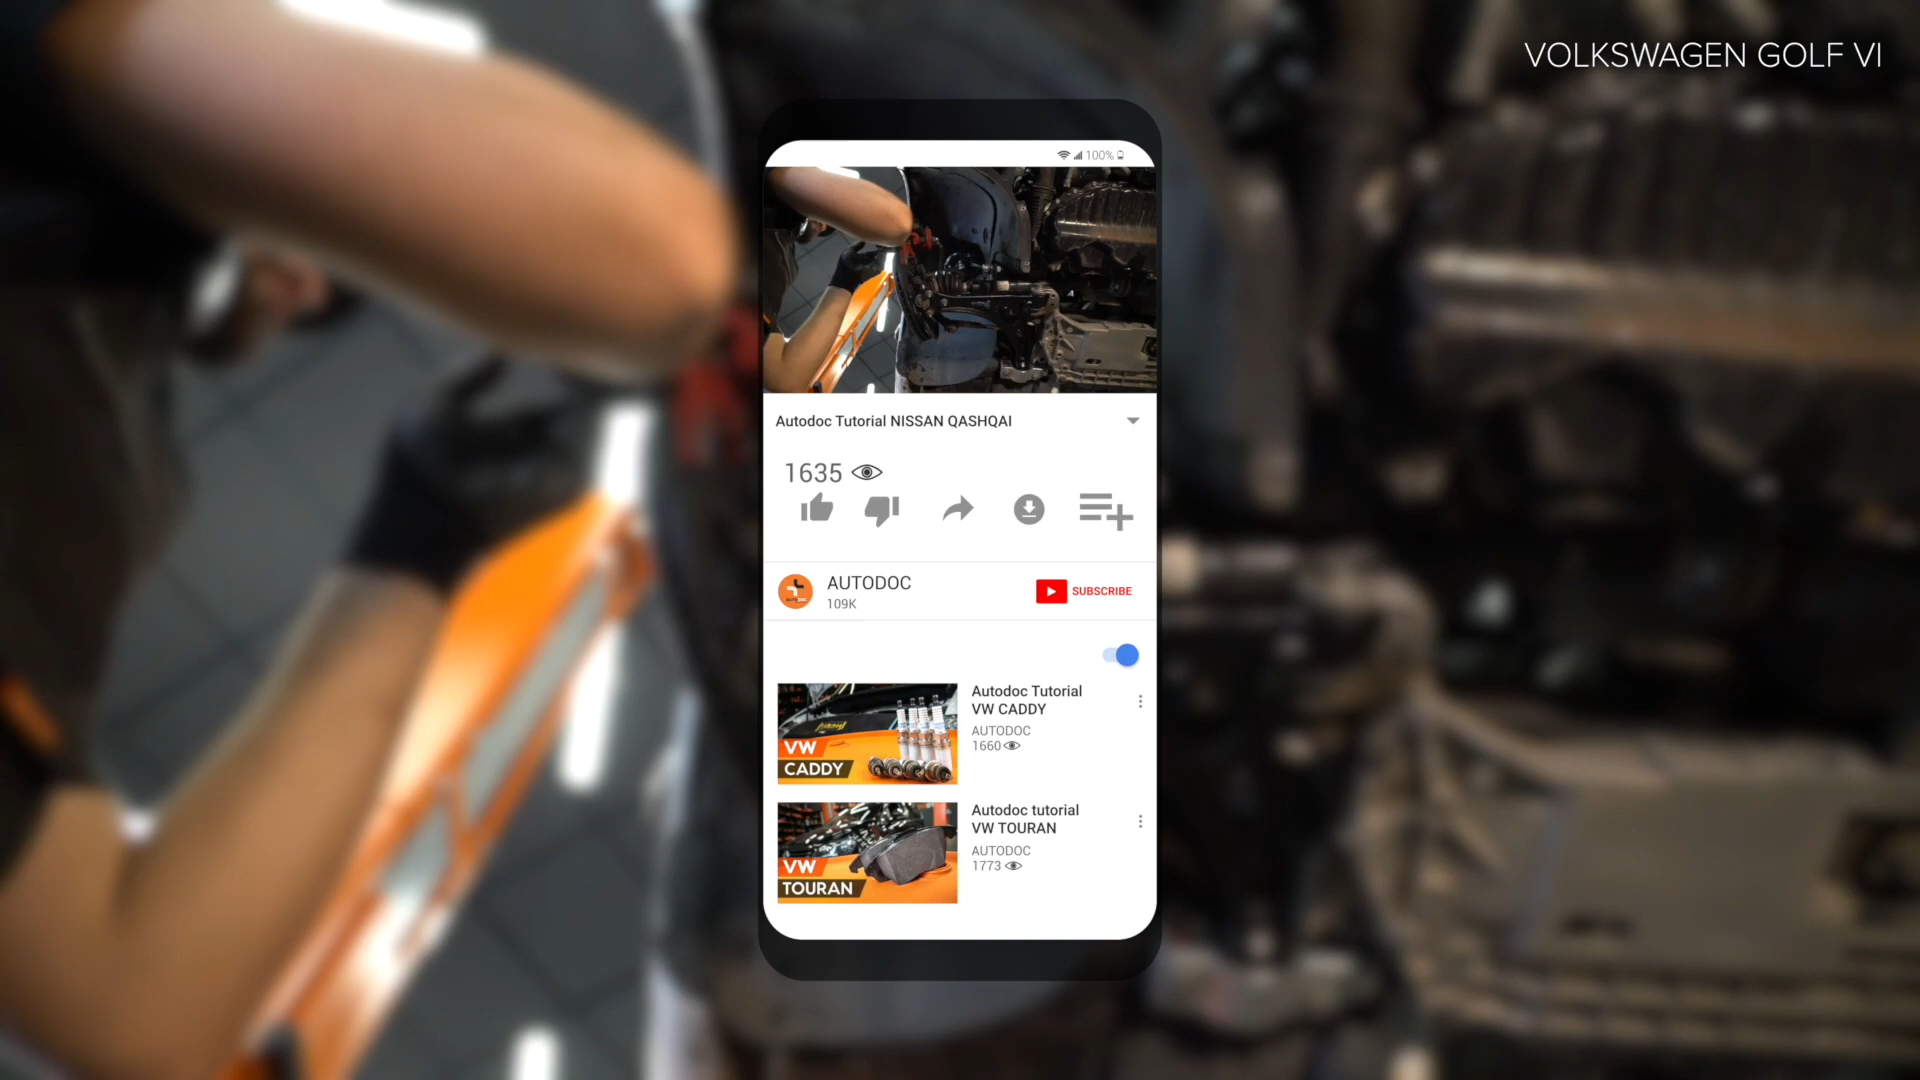 VOLKSWAGEN GOLF VI
100%
Autodoc Tutorial NISSAN QASHQAI
1635
AUTODOC
109K
SUBSCRIBE
Autodoc Tutorial
VW CADDY
AUTODOC
1660
VW
CADDY
Autodoc tutorial
VW TOURAN
AUTODOC
1773
VW
TOURAN